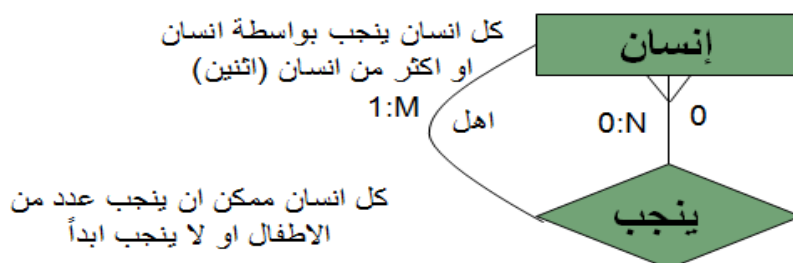 إنسان
كل انسان ينجب بواسطة انسان
او اكثر من انسان (اثنين)
1:M
اهل
0:N
0
كل انسان ممكن ان ينجب عدد من
الاطفال او لا ينجب ابداً
ينجب